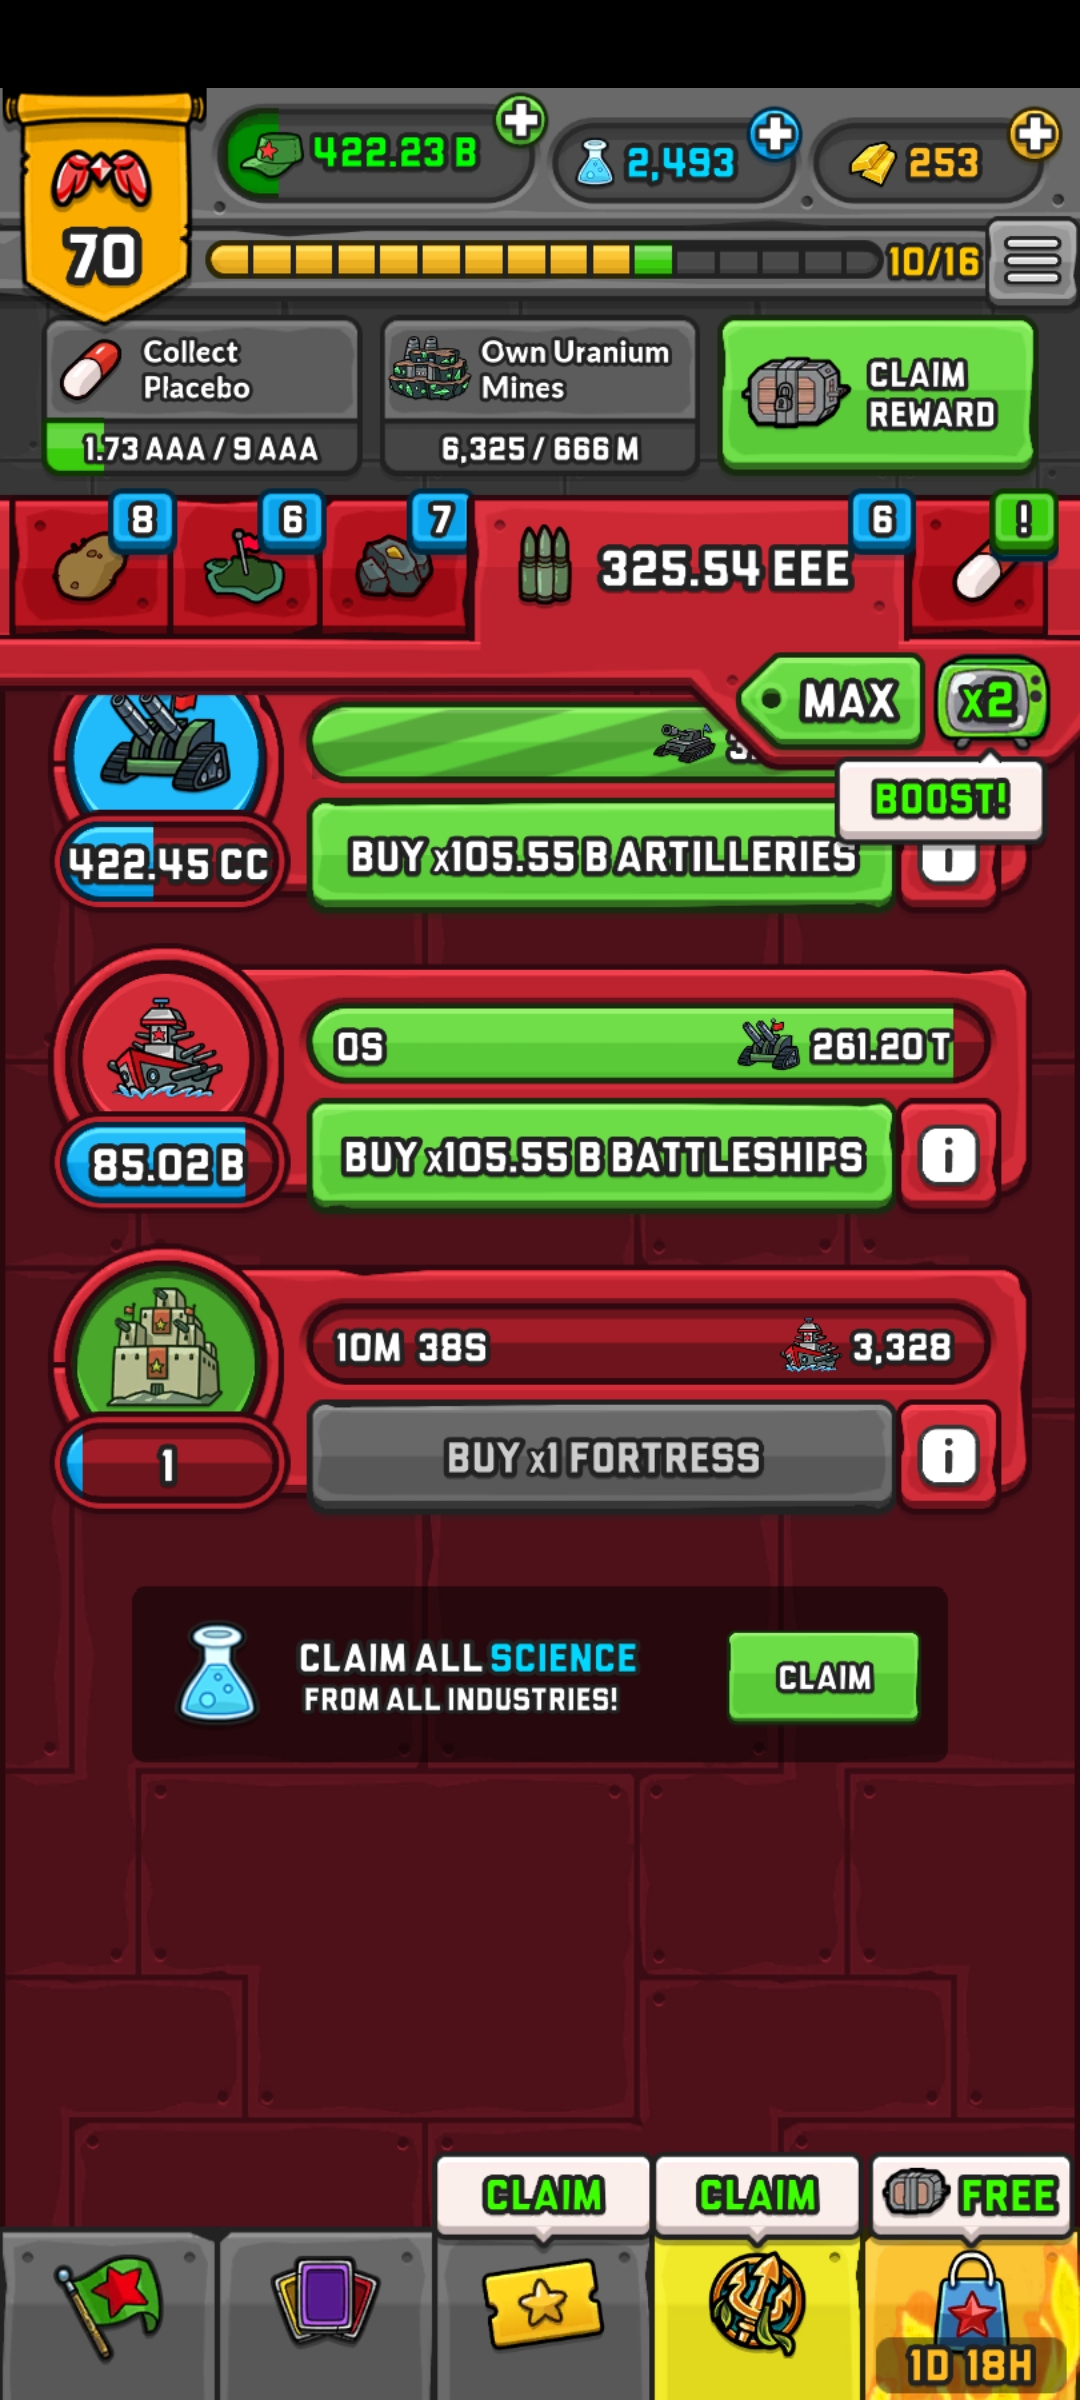 422.23 B
2,493
253
70
10/16
Collect
Placebo
1.73 AAA / 9 AAA
Own Uranium
Mines
6,325 / 666 M
CLAIM
REWARD
8
6
7
325.54 EEE
6
!
MAX
x2
BOOST!
BUY x105.55 B ARTILLERIES
i
422.45 CC
0S
261.20 T
BUY x105.55 B BATTLESHIPS
i
85.02 B
10M 38S
3,328
BUY x1 FORTRESS
i
1
CLAIM ALL SCIENCE
FROM ALL INDUSTRIES!
CLAIM
CLAIM
CLAIM
FREE
1D 18H